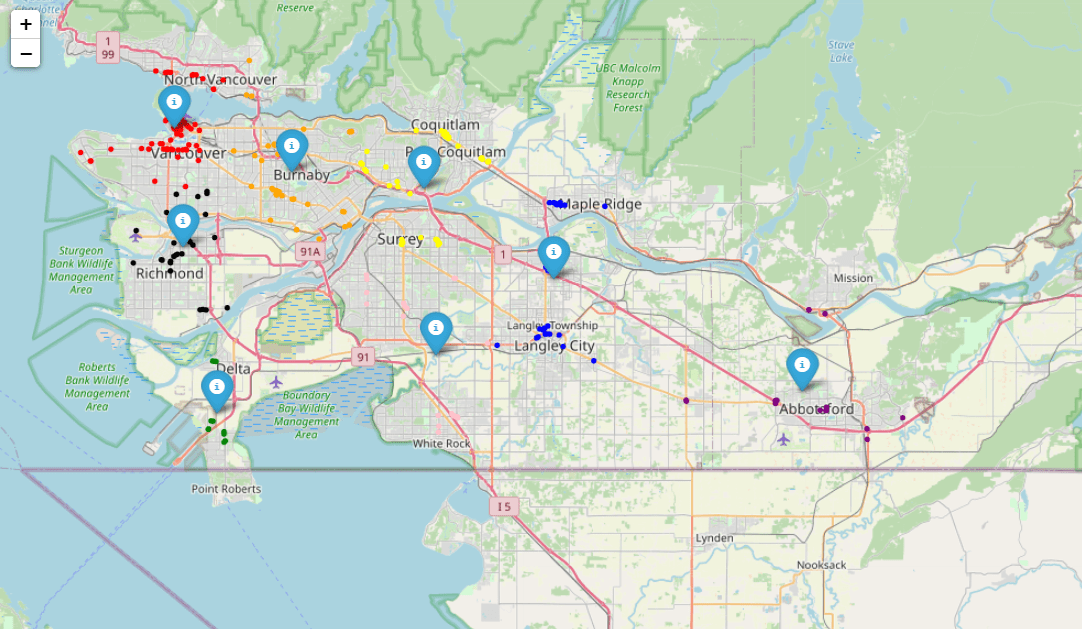 Reserve
+
−
1
99
North Vancouver
UBC Malcolm
Knapp
Research
Forest
Stave
Lake
i
Coquitlam
Vancouver
i
Burnaby
i
Coquitlam
Maple Ridge
i
Surrey
91A
1
i
Sturgeon
Bank Wildlife
Management
Area
Richmond
Mission
Langley Township
Langley City
i
91
Delta
i
i
Roberts
Bank Wildlife
Management
Area
Boundary
Bay Wildlife
Management
Area
Abbotsford
White Rock
Point Roberts
I 5
Lynden
Nooksack